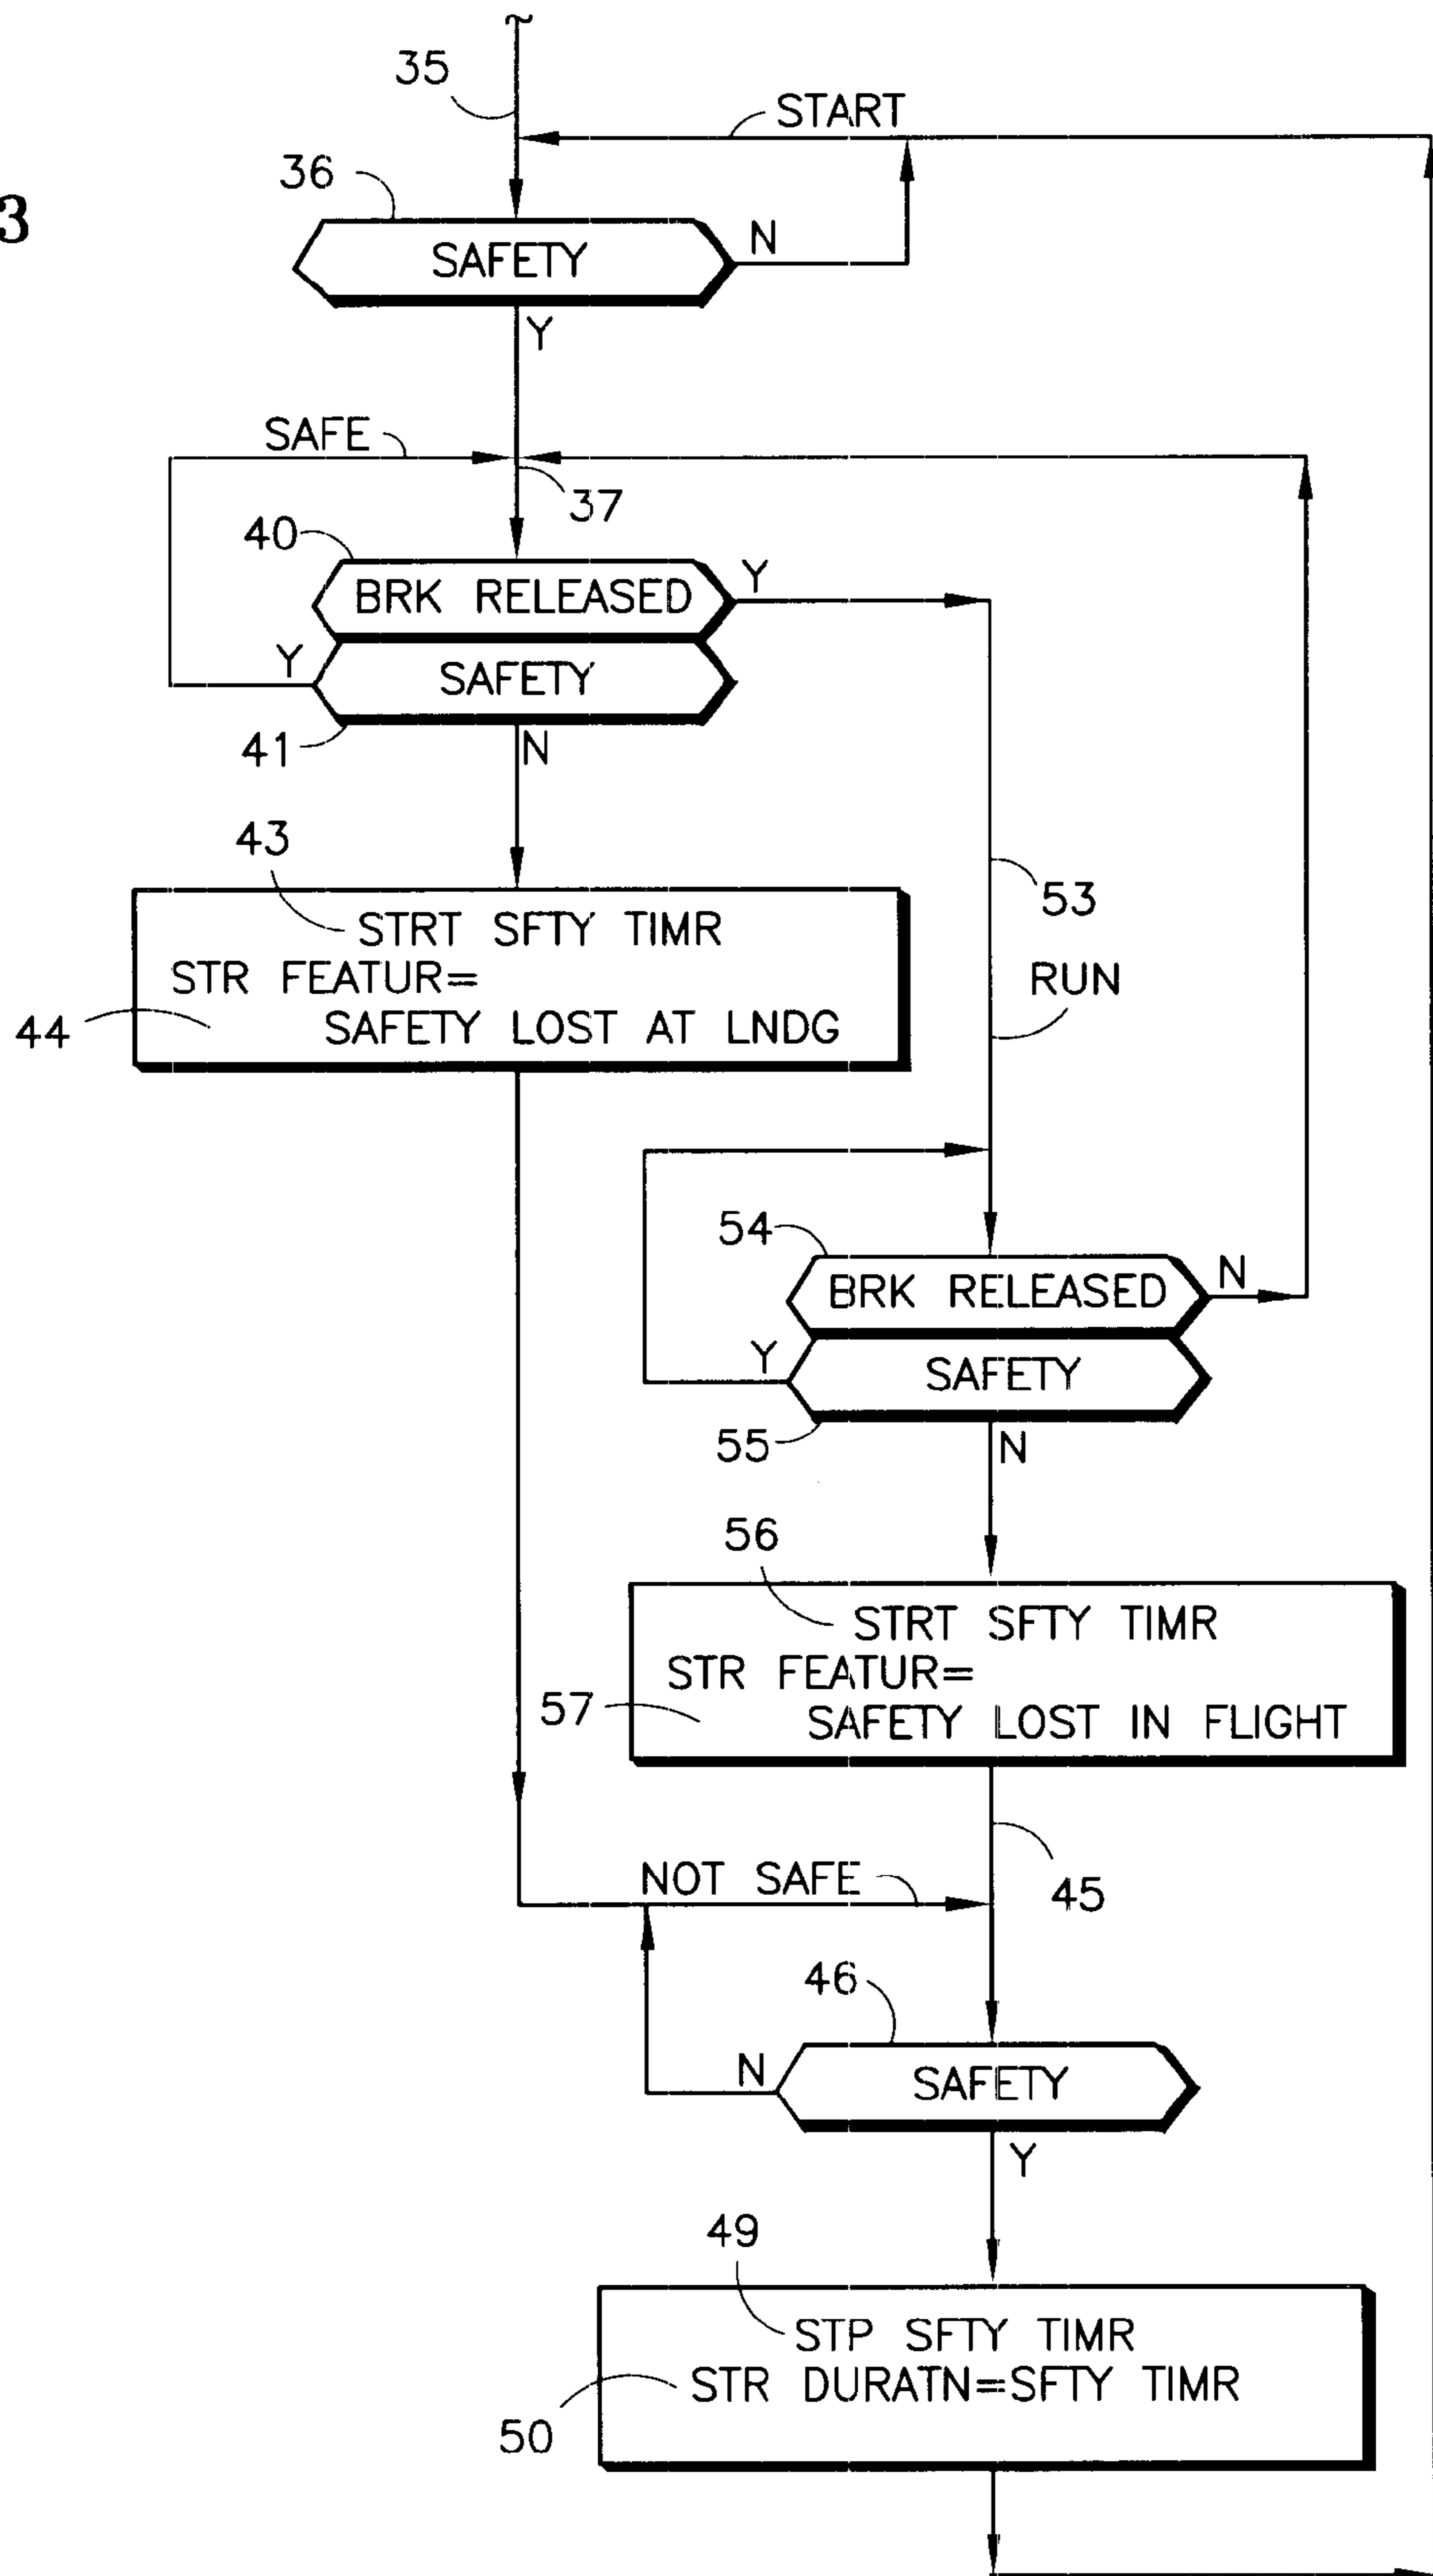 35
START
36
3
SAFETY
N
Y
SAFE
37
40
BRK RELEASED
Y
Y
SAFETY
41
N
43
53
STRT SFTY TIMR
STR FEATUR=
RUN
44
SAFETY LOST AT LNDG
54
BRK RELEASED
N
Y
SAFETY
55
N
56
STRT SFTY TIMR
STR FEATUR=
57
SAFETY LOST IN FLIGHT
NOT SAFE
45
46
N
SAFETY
Y
49
STP SFTY TIMR
STR DURATN=SFTY TIMR
50